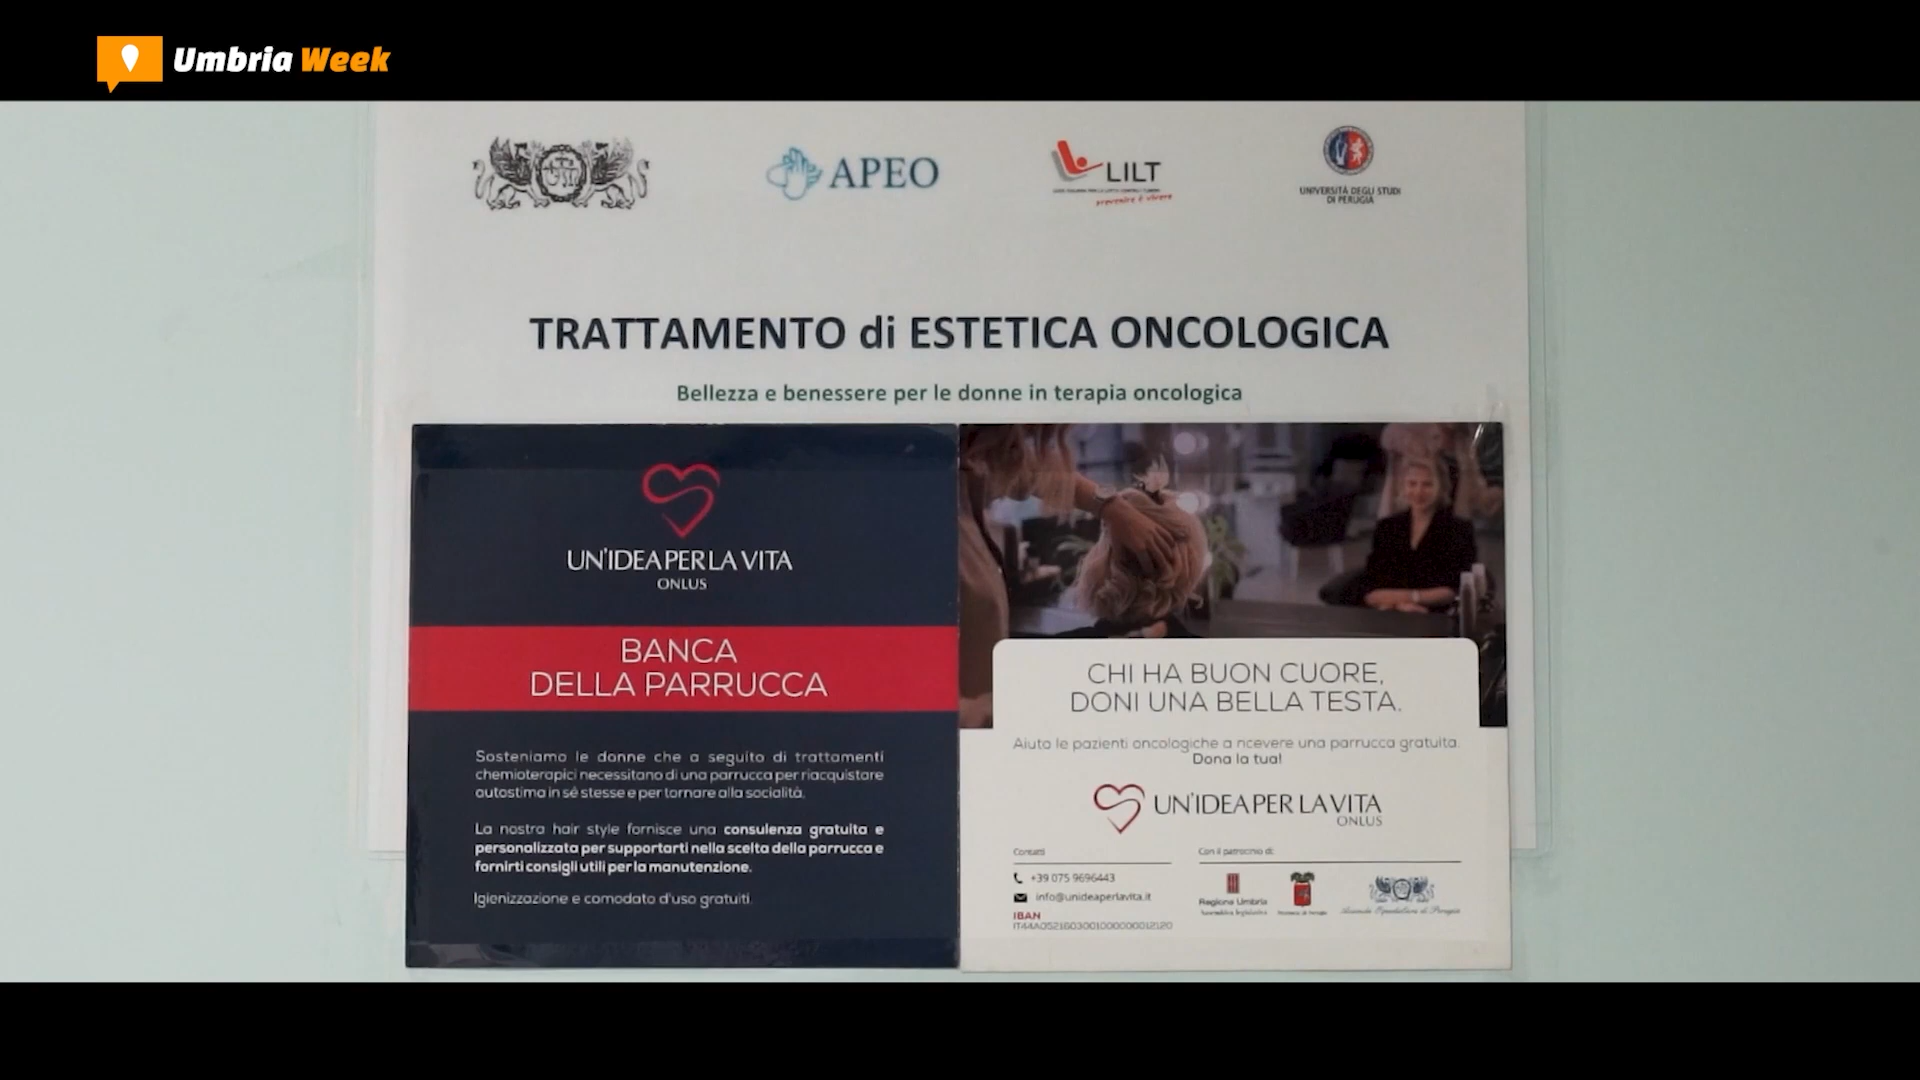 Umbria Week
APEO
LILT
prevenire è vivere
UNIVERSITÀ DEGLI STUDI
DI PERUGIA
TRATTAMENTO di ESTETICA ONCOLOGICA
Bellezza e benessere per le donne in terapia oncologica
UN'IDEA PER LA VITA
ONLUS
BANCA
DELLA PARRUCCA
Sosteniamo le donne che a seguito di trattamenti
chemioterapici necessitano di una parrucca per riacquistare
autostima in sé stesse e per tornare alla socialità.
La nostra hair style fornisce una consulenza gratuita e
personalizzata per supportarti nella scelta della parrucca e
fornirti consigli utili per la manutenzione.
Igienizzazione e comodato d'uso gratuiti.
CHI HA BUON CUORE,
DONI UNA BELLA TESTA.
Aiuta le pazienti oncologiche a ricevere una parrucca gratuita.
Dona la tua!
UN'IDEA PER LA VITA
ONLUS
Contatti
+39 075 9696443
info@unideaperlavita.it
IBAN
Con il patrocinio di:
Regione Umbria
Assemblea legislativa
Provincia di Perugia
Azienda Ospedaliera di Perugia